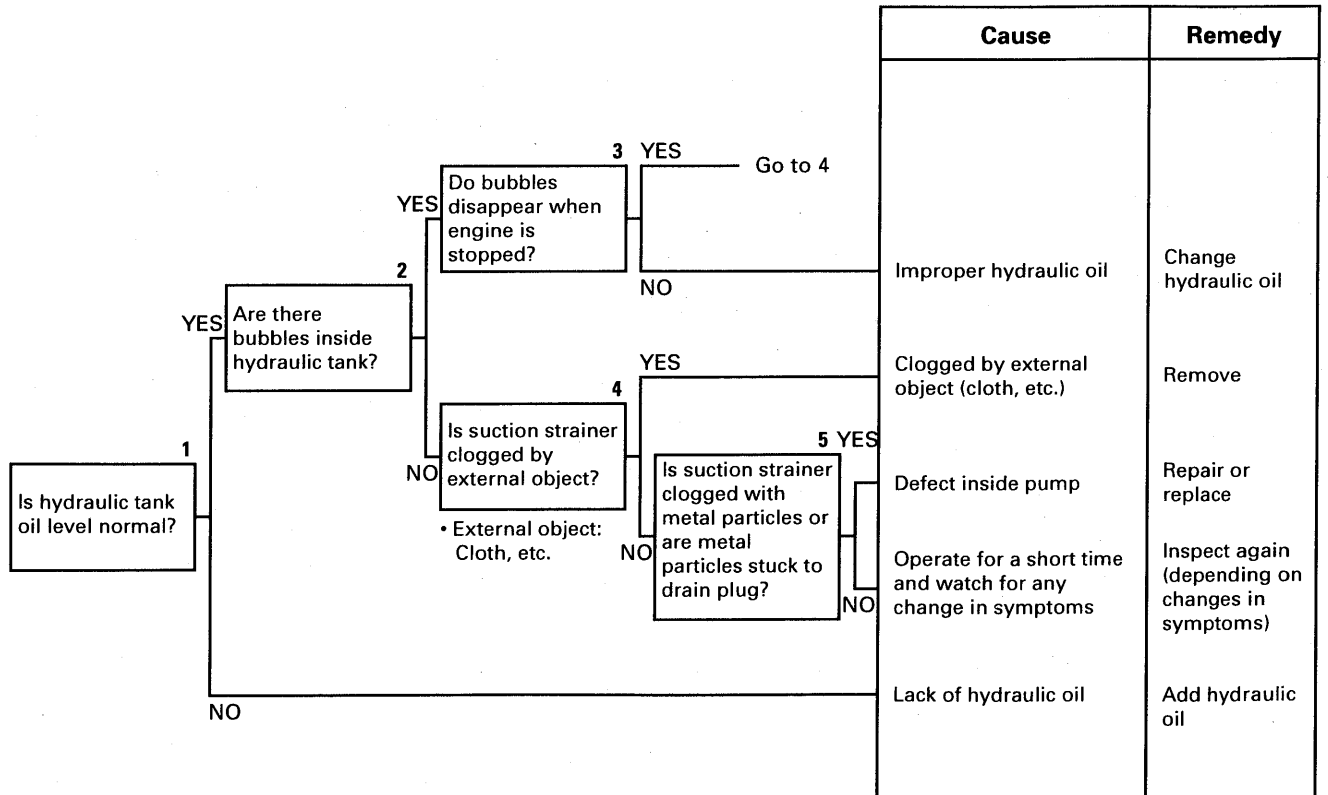 Cause
Remedy
3 YES
Go to 4
Do bubbles
disappear when
engine is
stopped?
YES
NO
Improper hydraulic oil
Change
hydraulic oil
2
Are there
bubbles inside
hydraulic tank?
YES
YES
Clogged by external
object (cloth, etc.)
Remove
4
Is suction strainer
clogged by
external object?
NO
• External object:
Cloth, etc.
5 YES
Is suction strainer
clogged with
metal particles or
are metal
particles stuck to
drain plug?
NO
Defect inside pump
Repair or
replace
1
Is hydraulic tank
oil level normal?
Operate for a short time
and watch for any
change in symptoms
Inspect again
(depending on
changes in
symptoms)
NO
NO
Lack of hydraulic oil
Add hydraulic
oil